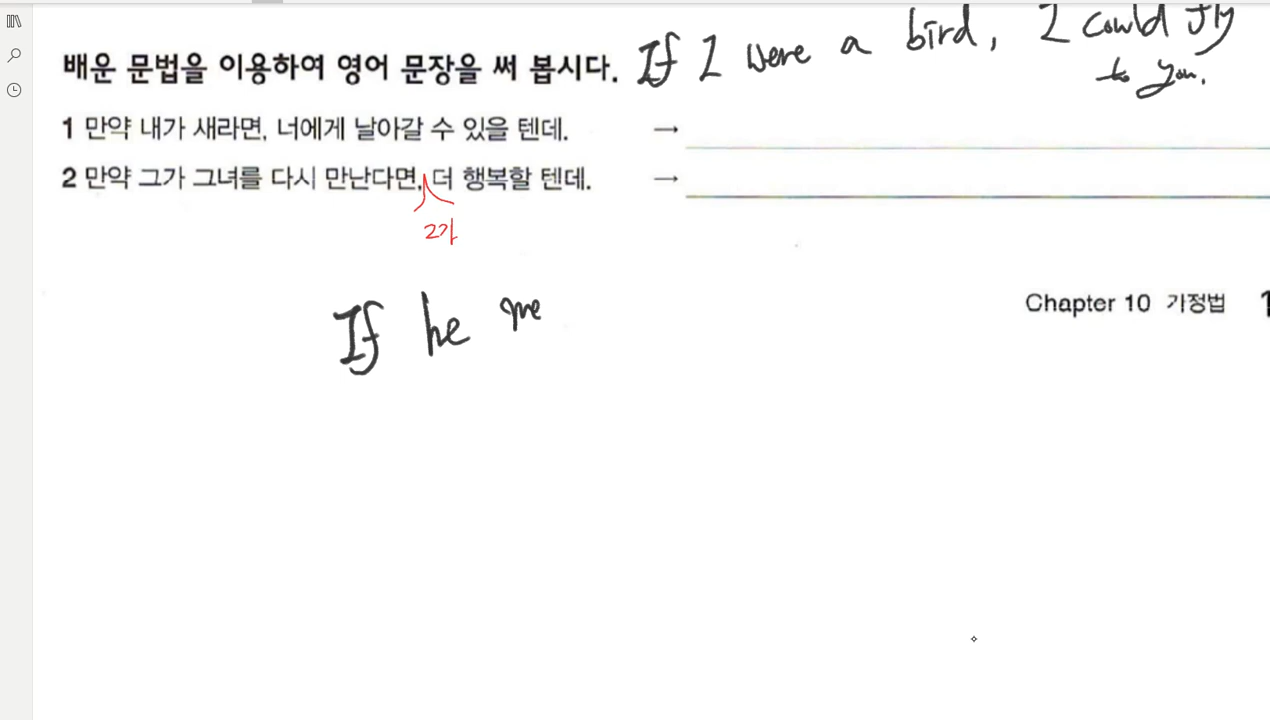 If I were a bird, I could fly
to you.
배운 문법을 이용하여 영어 문장을 써 봅시다.
1 만약 내가 새라면, 너에게 날아갈 수 있을 텐데. →
2 만약 그가 그녀를 다시 만난다면, 더 행복할 텐데. →
그가
If he me
Chapter 10 가정법 1